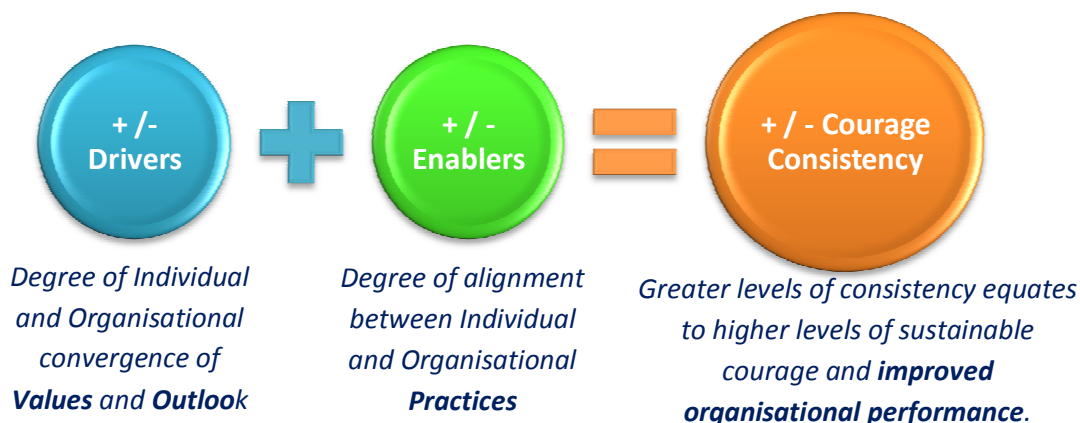 + /-
Drivers
+ / -
Enablers
+ / - Courage
Consistency
Degree of Individual
and Organisational
convergence of
Values and Outlook
Degree of alignment
between Individual
and Organisational
Practices
Greater levels of consistency equates
to higher levels of sustainable
courage and improved
organisational performance.